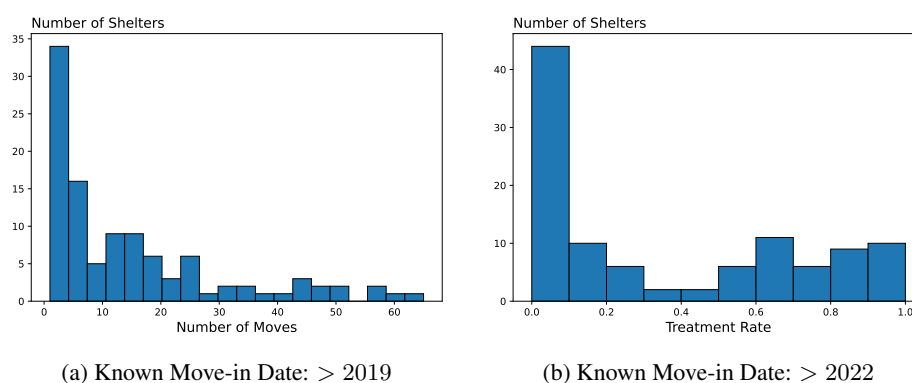 Number of Shelters
35
30
25
20
15
10
5
0
0 10 20 30 40 50 60
Number of Moves
(a) Known Move-in Date: > 2019
Number of Shelters
40
30
20
10
0
0.0 0.2 0.4 0.6 0.8 1.0
Treatment Rate
(b) Known Move-in Date: > 2022